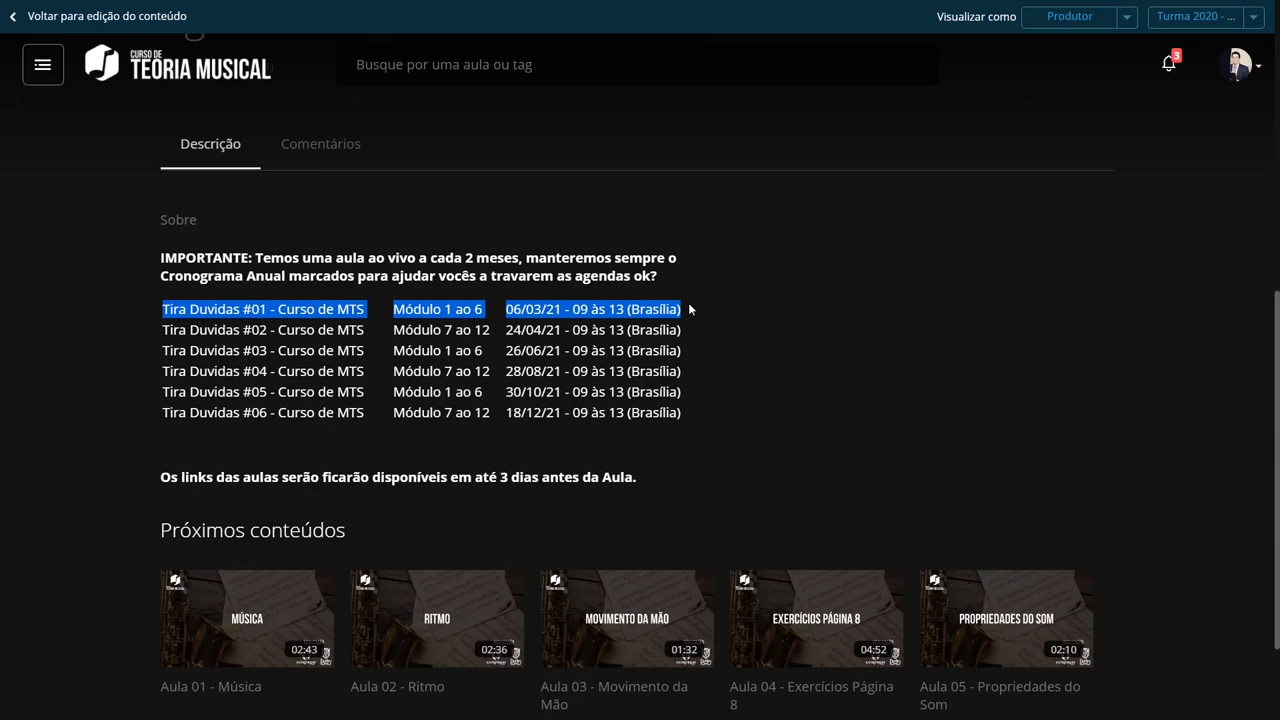 Voltar para edição do conteúdo
Visualizar como
Produtor
Turma 2020 - ...
CURSO DE
TEORIA MUSICAL
Busque por uma aula ou tag
3
Descrição
Comentários
Sobre
IMPORTANTE: Temos uma aula ao vivo a cada 2 meses, manteremos sempre o
Cronograma Anual marcados para ajudar vocês a travarem as agendas ok?
Tira Duvidas #01 - Curso de MTS Módulo 1 ao 6 06/03/21 - 09 às 13 (Brasília)
Tira Duvidas #02 - Curso de MTS Módulo 7 ao 12 24/04/21 - 09 às 13 (Brasília)
Tira Duvidas #03 - Curso de MTS Módulo 1 ao 6 26/06/21 - 09 às 13 (Brasília)
Tira Duvidas #04 - Curso de MTS Módulo 7 ao 12 28/08/21 - 09 às 13 (Brasília)
Tira Duvidas #05 - Curso de MTS Módulo 1 ao 6 30/10/21 - 09 às 13 (Brasília)
Tira Duvidas #06 - Curso de MTS Módulo 7 ao 12 18/12/21 - 09 às 13 (Brasília)
Os links das aulas serão ficarão disponíveis em até 3 dias antes da Aula.
Próximos conteúdos
MÚSICA
02:43
Aula 01 - Música
RITMO
02:36
Aula 02 - Ritmo
MOVIMENTO DA MÃO
01:32
Aula 03 - Movimento da
Mão
EXERCÍCIOS PÁGINA 8
04:52
Aula 04 - Exercícios Página
8
PROPRIEDADES DO SOM
02:10
Aula 05 - Propriedades do
Som